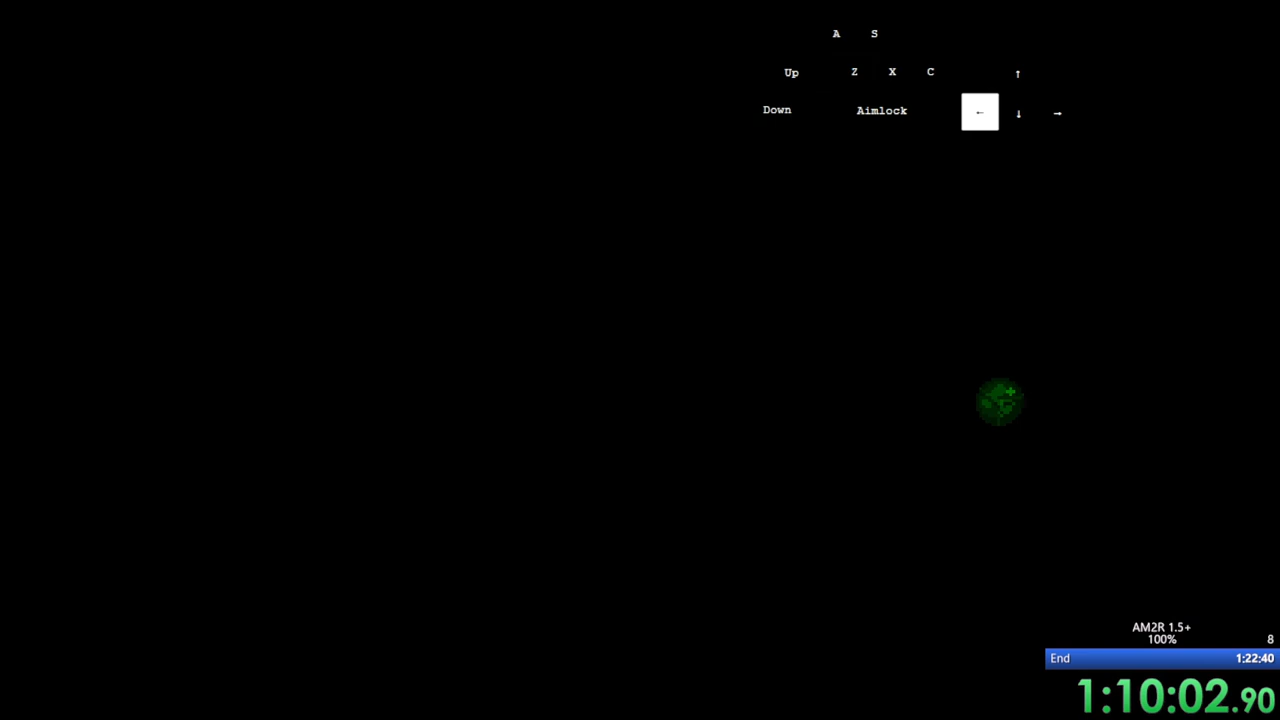 A S
Up Z X C ↑
Down Aimlock ← ↓ →
AM2R 1.5+
100% 8
End 1:22:40
1:10:02.90